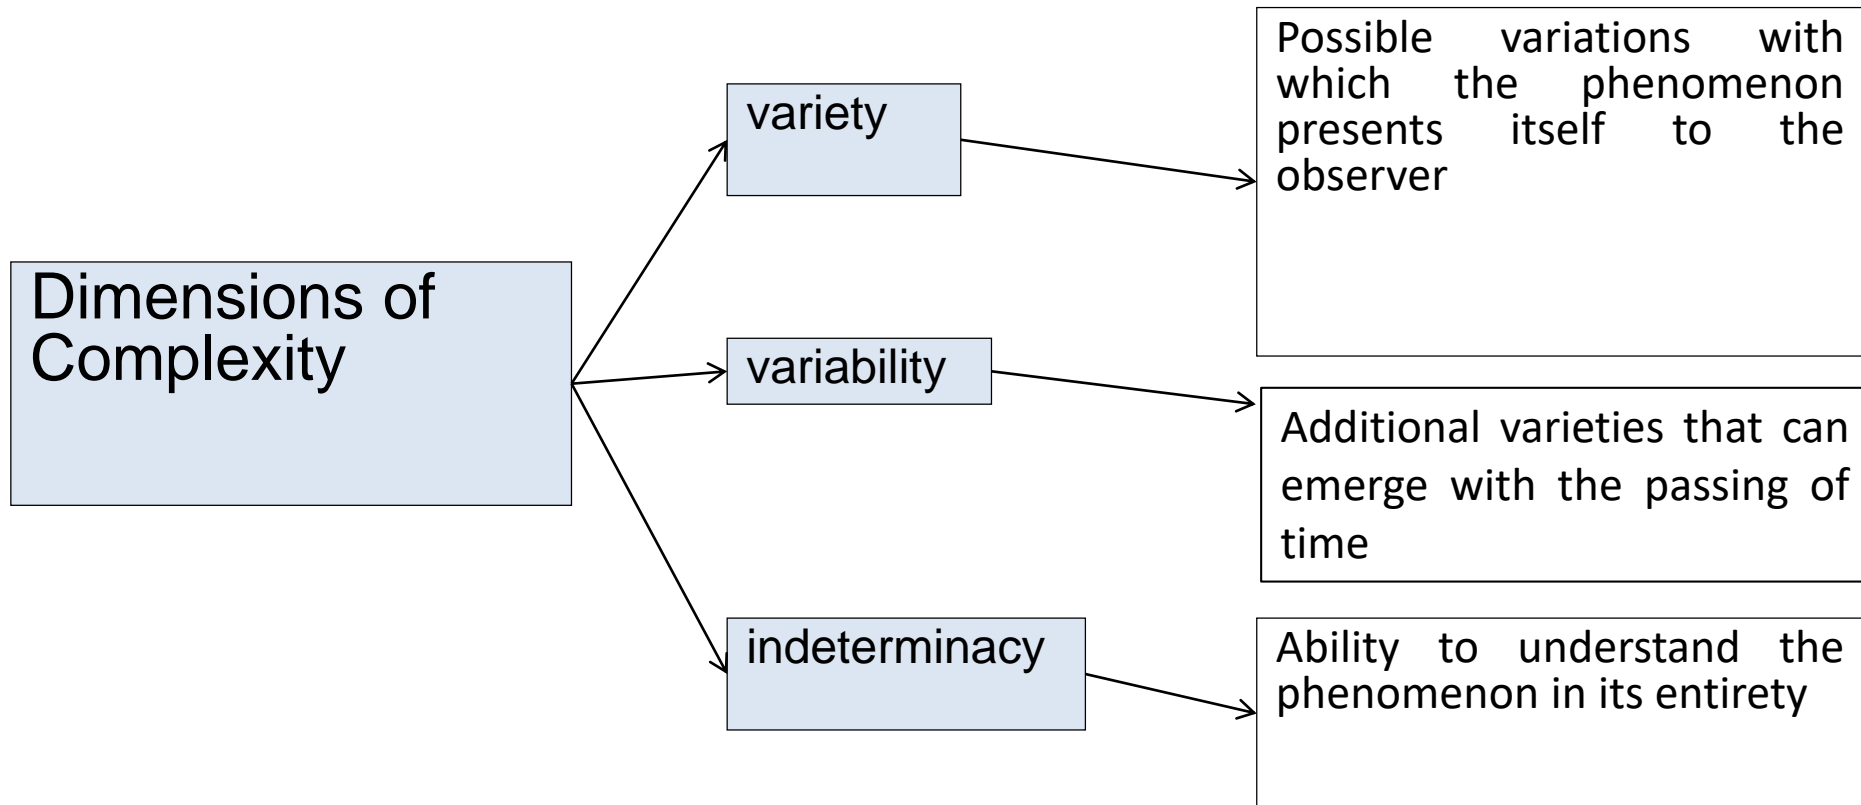 Dimensions of
Complexity
variety
Possible variations with
which the phenomenon
presents itself to the
observer
variability
Additional varieties that can
emerge with the passing of
time
indeterminacy
Ability to understand the
phenomenon in its entirety